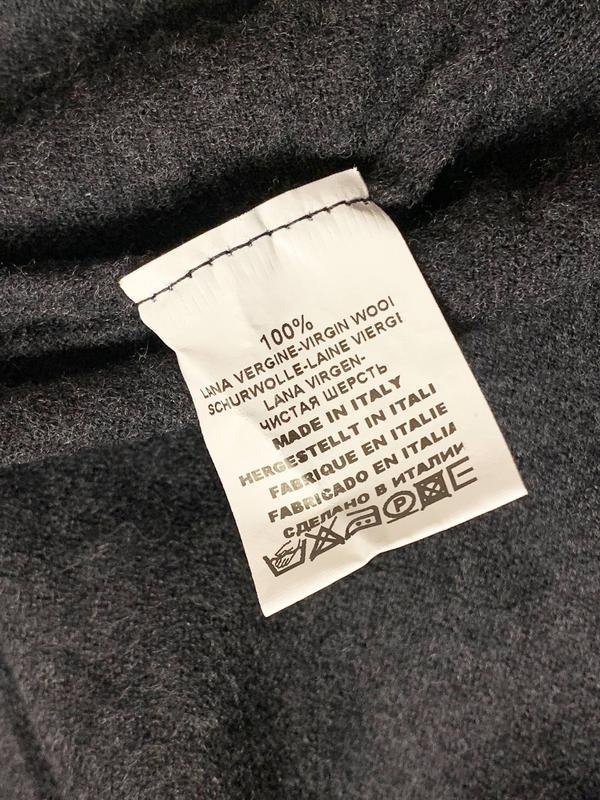 100%
LANA VERGINE-VIRGIN WOOL
SCHURWOLLE-LAINE VIERGE
LANA VIRGEN-
ЧИСТАЯ ШЕРСТЬ
MADE IN ITALY
HERGESTELLT IN ITALI
FABRIQUE EN ITALIE
FABRICADO EN ITALIA
СДЕЛАНО В ИТАЛИИ
P E